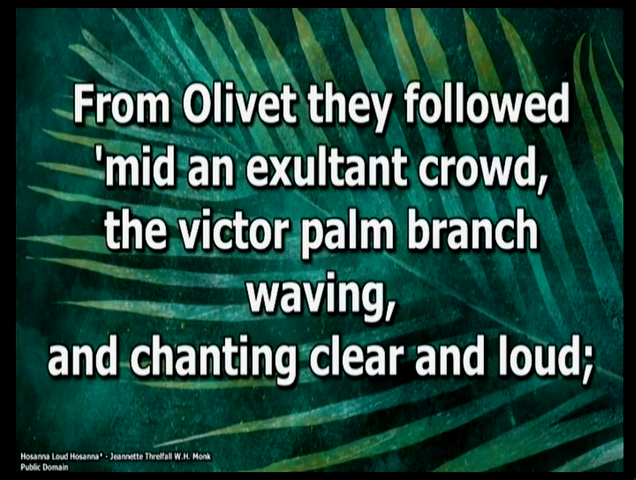 From Olivet they followed
'mid an exultant crowd,
the victor palm branch
waving,
and chanting clear and loud;
Hosanna Loud Hosanna* - Jeannette Threlfall W.H. Monk
Public Domain